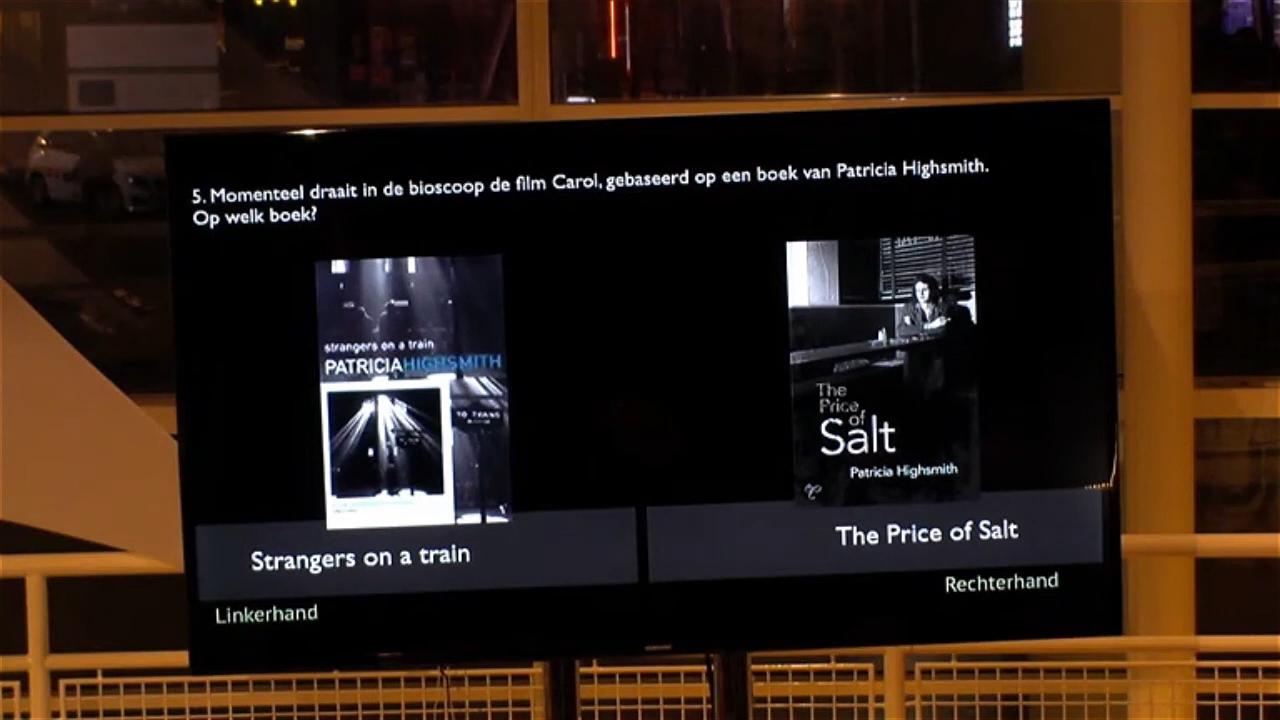 5. Momenteel draait in de bioscoop de film Carol, gebaseerd op een boek van Patricia Highsmith.
Op welk boek?
strangers on a train
PATRICIAHIGHSMITH
TO TRAINS
The
Price
of
Salt
Patricia Highsmith
Strangers on a train
The Price of Salt
Linkerhand
Rechterhand